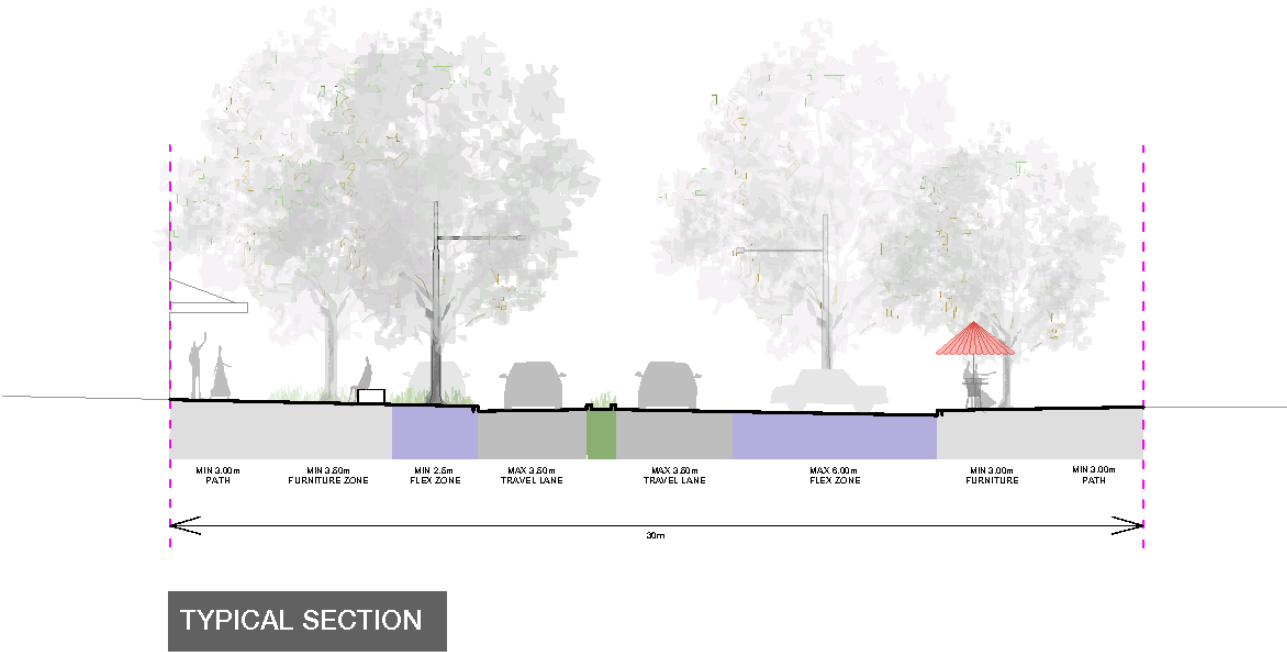 MIN 3.00m
PATH
MIN 3.50m
FURNITURE ZONE
MIN 2.5m
FLEX ZONE
MAX 3.50m
TRAVEL LANE
MAX 3.50m
TRAVEL LANE
MAX 6.00m
FLEX ZONE
MIN 3.00m
FURNITURE
MIN 3.00m
PATH
30m
TYPICAL SECTION